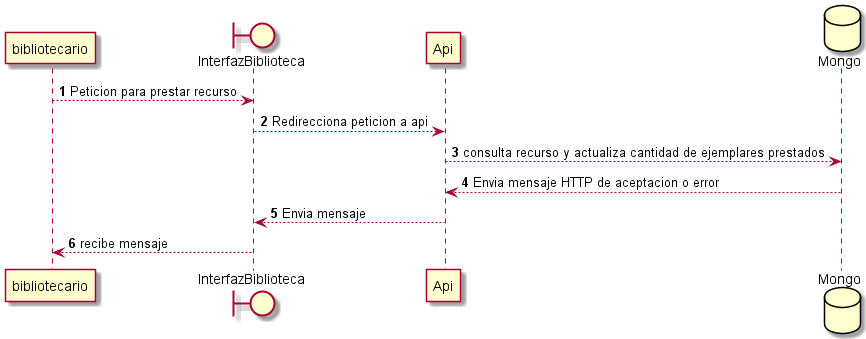 bibliotecario
InterfazBiblioteca
Api
Mongo
1 Peticion para prestar recurso
2 Redirecciona peticion a api
3 consulta recurso y actualiza cantidad de ejemplares prestados
4 Envia mensaje HTTP de aceptacion o error
5 Envia mensaje
6 recibe mensaje
bibliotecario
InterfazBiblioteca
Api
Mongo